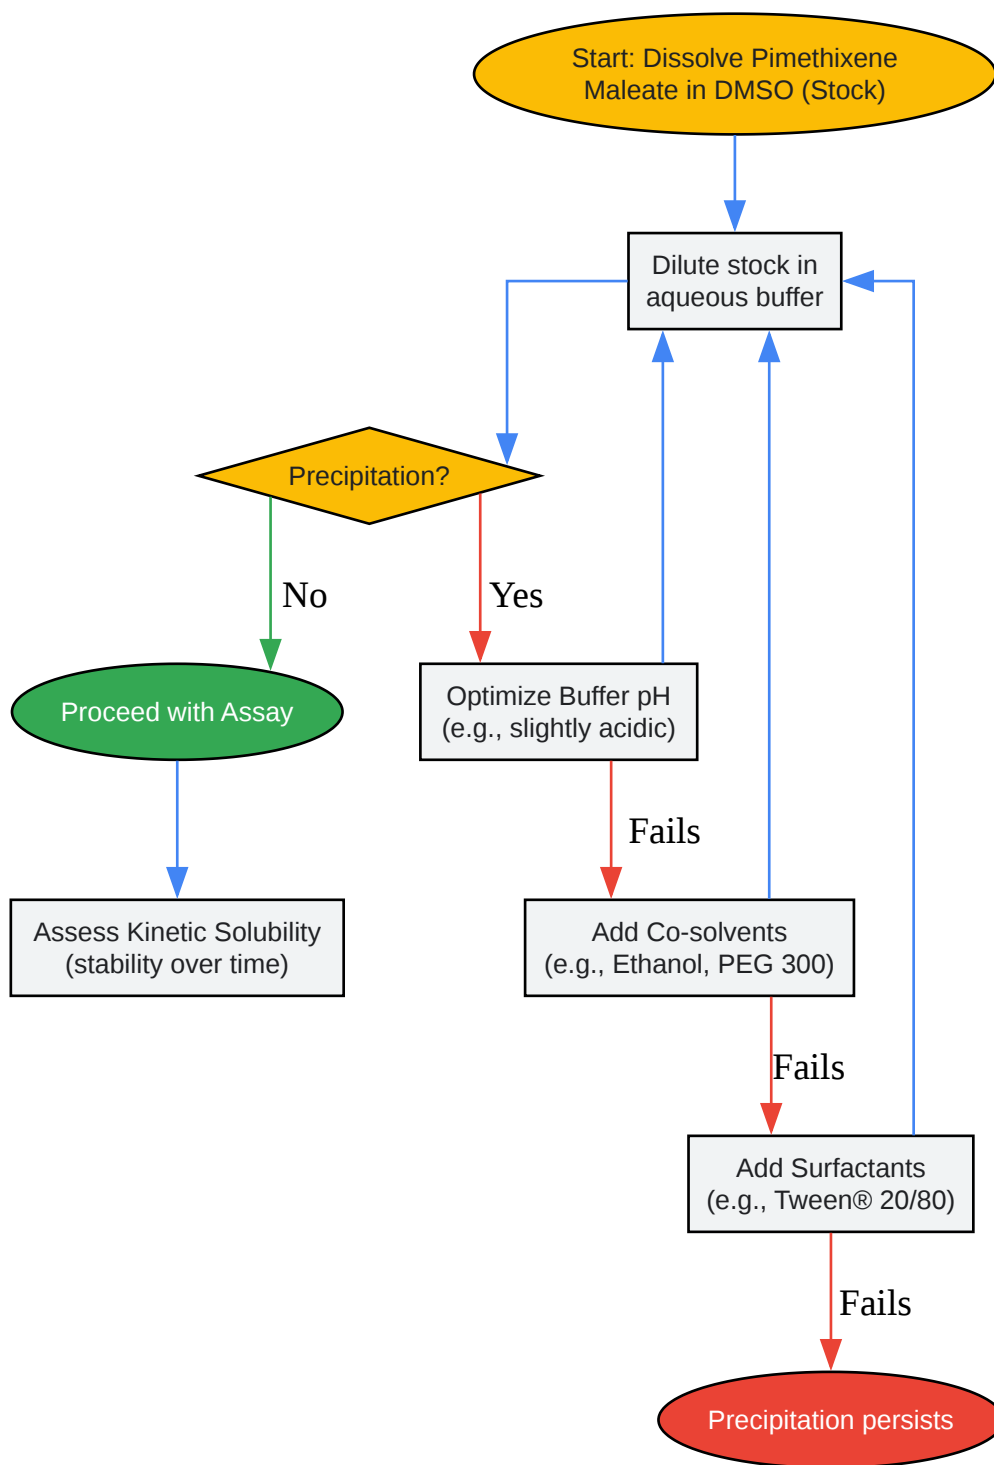 Start: Dissolve Pimethixene
Maleate in DMSO (Stock)
Dilute stock in
aqueous buffer
Precipitation?
No
Yes
Proceed with Assay
Optimize Buffer pH
(e.g., slightly acidic)
Fails
Assess Kinetic Solubility
(stability over time)
Add Co-solvents
(e.g., Ethanol, PEG 300)
Fails
Add Surfactants
(e.g., Tween® 20/80)
Fails
Precipitation persists